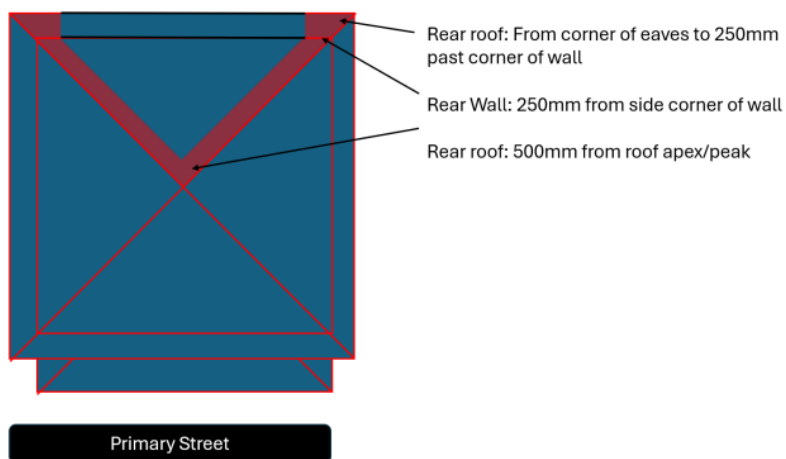 Rear roof: From corner of eaves to 250mm
past corner of wall
Rear Wall: 250mm from side corner of wall
Rear roof: 500mm from roof apex/peak
Primary Street